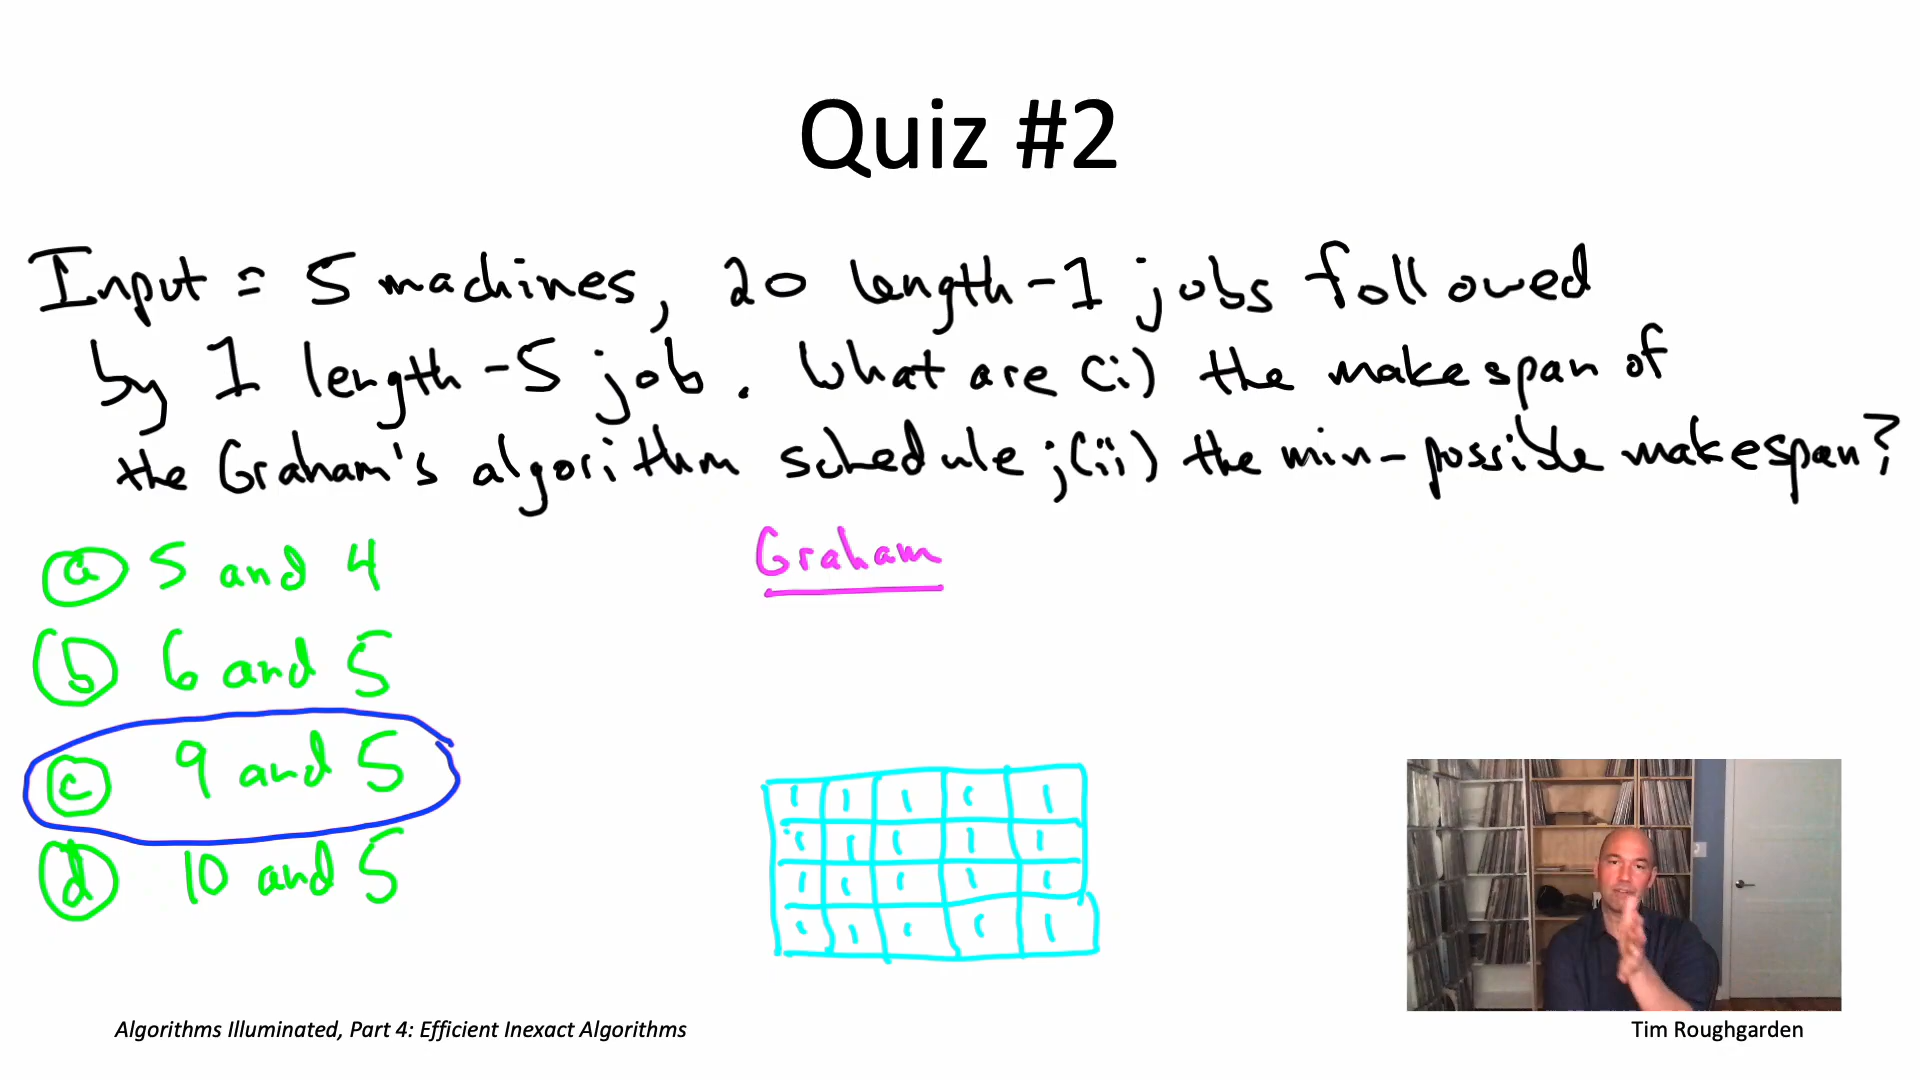 Quiz #2
Input = 5 machines, 20 length-1 jobs followed
by 1 length-5 job. What are (i) the makespan of
the Graham's algorithm schedule ; (ii) the min-possible makespan?
Graham
a 5 and 4
b 6 and 5
c 9 and 5
d 10 and 5
1 1 1 1 1
1 1 1 1 1
1 1 1 1 1
1 1 1 1 1
Algorithms Illuminated, Part 4: Efficient Inexact Algorithms
Tim Roughgarden